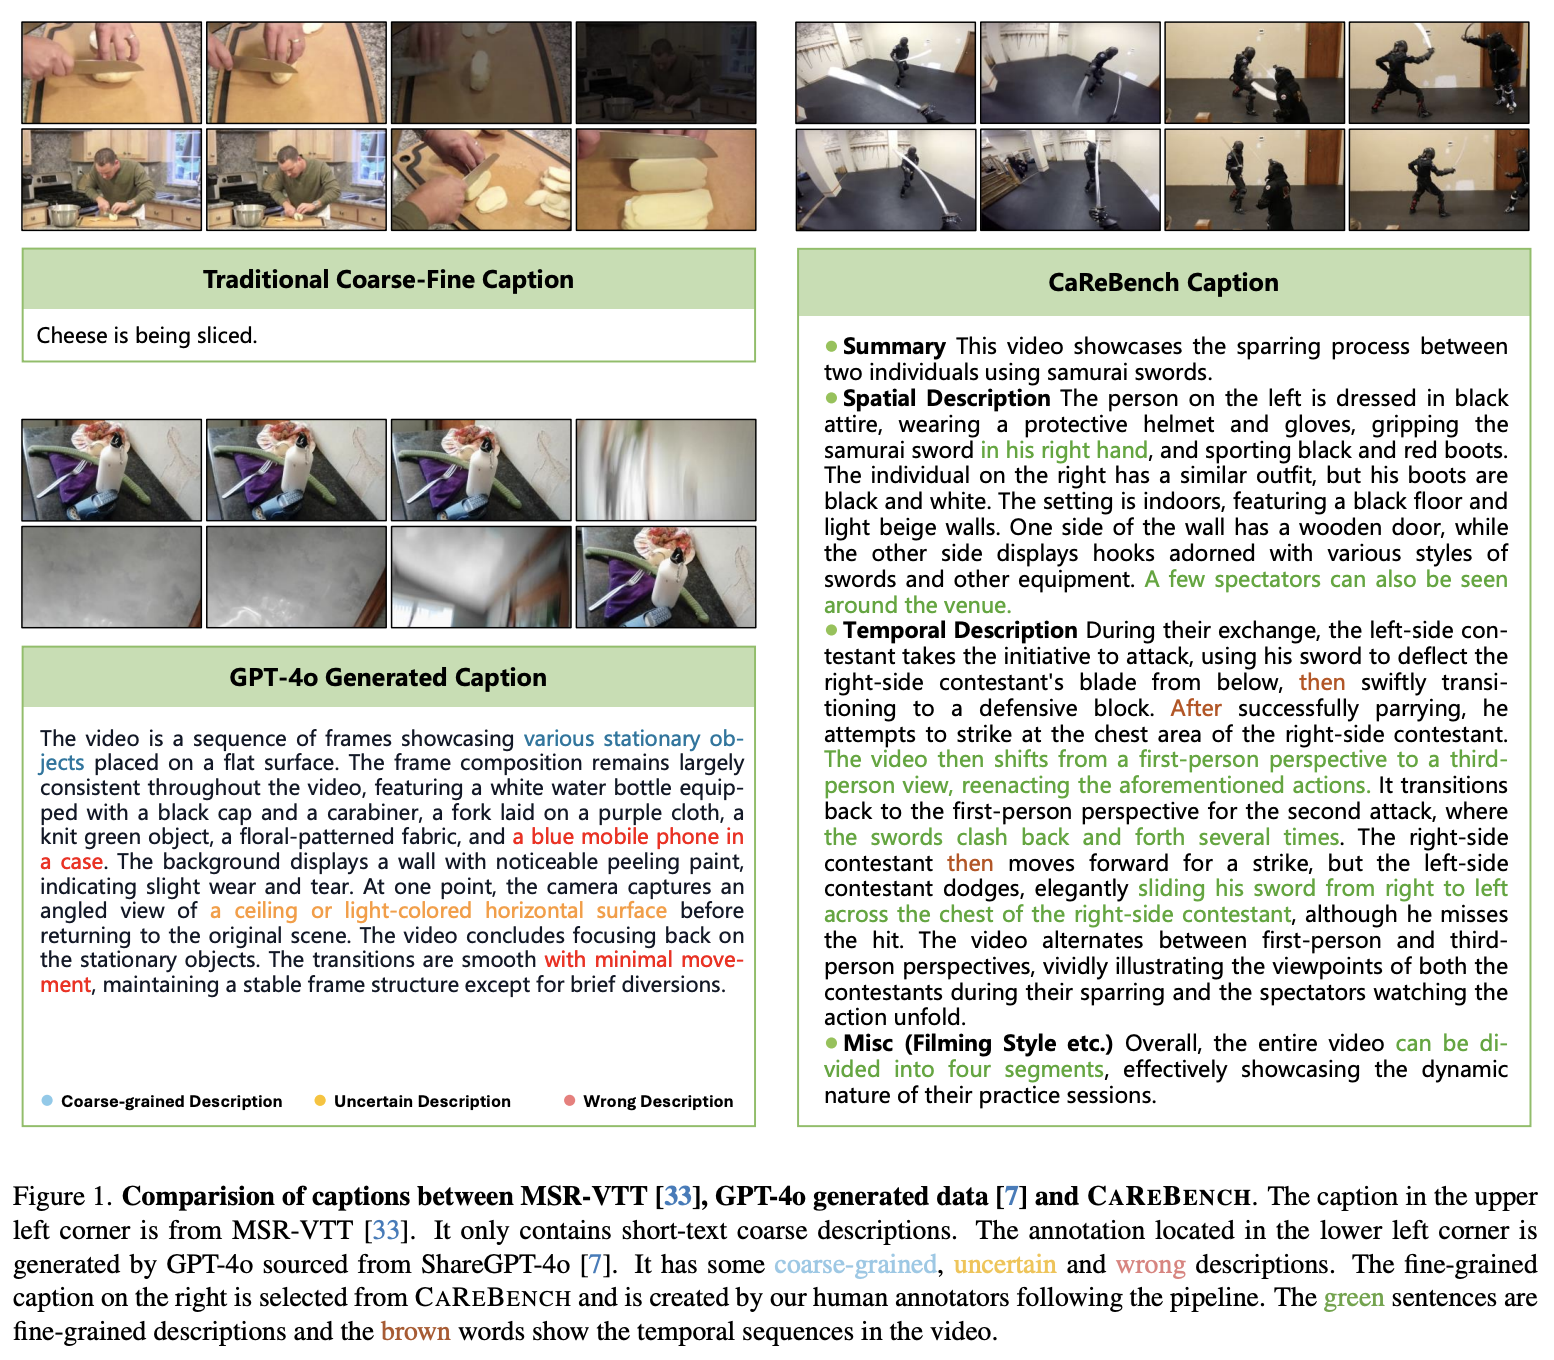 Traditional Coarse-Fine Caption
Cheese is being sliced.
GPT-4o Generated Caption
The video is a sequence of frames showcasing various stationary ob-
jects placed on a flat surface. The frame composition remains largely
consistent throughout the video, featuring a white water bottle equip-
ped with a black cap and a carabiner, a fork laid on a purple cloth, a
knit green object, a floral-patterned fabric, and a blue mobile phone in
a case. The background displays a wall with noticeable peeling paint,
indicating slight wear and tear. At one point, the camera captures an
angled view of a ceiling or light-colored horizontal surface before
returning to the original scene. The video concludes focusing back on
the stationary objects. The transitions are smooth with minimal move-
ment, maintaining a stable frame structure except for brief diversions.
Coarse-grained Description
Uncertain Description
Wrong Description
CaReBench Caption
● Summary This video showcases the sparring process between
two individuals using samurai swords.
● Spatial Description The person on the left is dressed in black
attire, wearing a protective helmet and gloves, gripping the
samurai sword in his right hand, and sporting black and red boots.
The individual on the right has a similar outfit, but his boots are
black and white. The setting is indoors, featuring a black floor and
light beige walls. One side of the wall has a wooden door, while
the other side displays hooks adorned with various styles of
swords and other equipment. A few spectators can also be seen
around the venue.
● Temporal Description During their exchange, the left-side con-
testant takes the initiative to attack, using his sword to deflect the
right-side contestant's blade from below, then swiftly transi-
tioning to a defensive block. After successfully parrying, he
attempts to strike at the chest area of the right-side contestant.
The video then shifts from a first-person perspective to a third-
person view, reenacting the aforementioned actions. It transitions
back to the first-person perspective for the second attack, where
the swords clash back and forth several times. The right-side
contestant then moves forward for a strike, but the left-side
contestant dodges, elegantly sliding his sword from right to left
across the chest of the right-side contestant, although he misses
the hit. The video alternates between first-person and third-
person perspectives, vividly illustrating the viewpoints of both the
contestants during their sparring and the spectators watching the
action unfold.
● Misc (Filming Style etc.) Overall, the entire video can be di-
vided into four segments, effectively showcasing the dynamic
nature of their practice sessions.
Figure 1. Comparision of captions between MSR-VTT [33], GPT-4o generated data [7] and CAREBENCH. The caption in the upper
left corner is from MSR-VTT [33]. It only contains short-text coarse descriptions. The annotation located in the lower left corner is
generated by GPT-4o sourced from ShareGPT-4o [7]. It has some coarse-grained, uncertain and wrong descriptions. The fine-grained
caption on the right is selected from CAREBENCH and is created by our human annotators following the pipeline. The green sentences are
fine-grained descriptions and the brown words show the temporal sequences in the video.